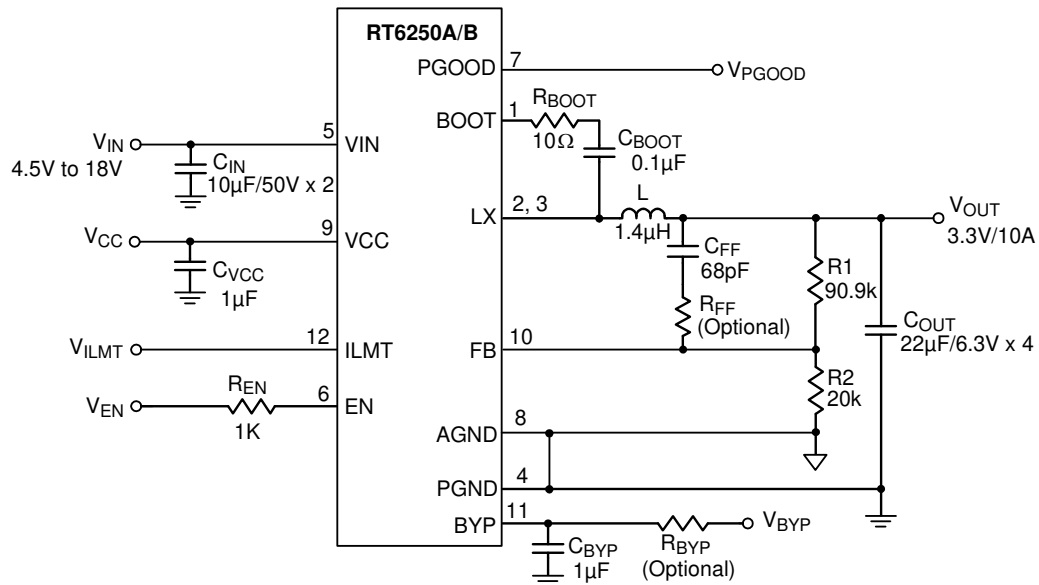 RT6250A/B
PGOOD
7
VPGOOD
BOOT
1
RBOOT
10Ω
CBOOT
0.1µF
VIN
4.5V to 18V
5
VIN
CIN
10µF/50V x 2
LX
2, 3
L
1.4µH
VOUT
3.3V/10A
VCC
9
VCC
CVCC
1µF
CFF
68pF
RFF
(Optional)
R1
90.9k
COUT
22µF/6.3V x 4
VILMT
12
ILMT
FB
10
R2
20k
VEN
REN
1K
6
EN
AGND
8
PGND
4
BYP
11
CBYP
1µF
RBYP
(Optional)
VBYP